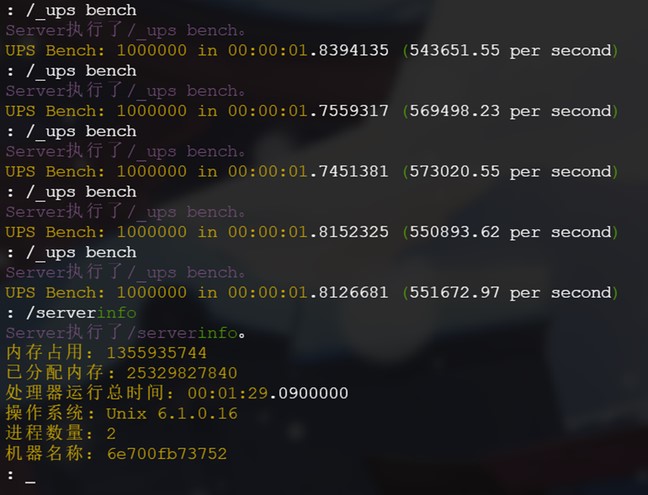 : /_ups bench
Server执行了/_ups bench。
UPS Bench: 1000000 in 00:00:01.8394135 (543651.55 per second)
: /_ups bench
Server执行了/_ups bench。
UPS Bench: 1000000 in 00:00:01.7559317 (569498.23 per second)
: /_ups bench
Server执行了/_ups bench。
UPS Bench: 1000000 in 00:00:01.7451381 (573020.55 per second)
: /_ups bench
Server执行了/_ups bench。
UPS Bench: 1000000 in 00:00:01.8152325 (550893.62 per second)
: /_ups bench
Server执行了/_ups bench。
UPS Bench: 1000000 in 00:00:01.8126681 (551672.97 per second)
: /serverinfo
Server执行了/serverinfo。
内存占用: 1355935744
已分配内存: 25329827840
处理器运行总时间: 00:01:29.0900000
操作系统: Unix 6.1.0.16
进程数量: 2
机器名称: 6e700fb73752
: _